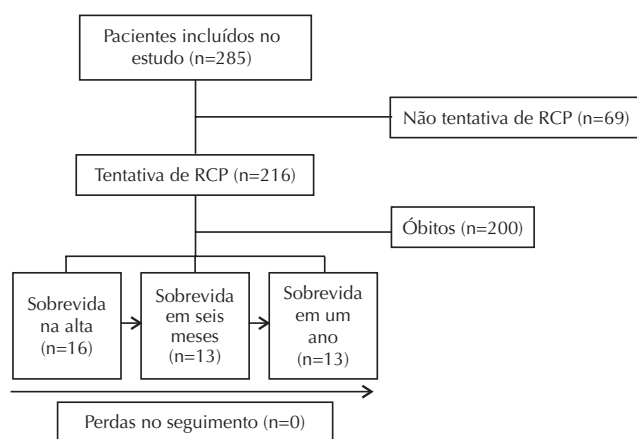 Pacientes incluídos no
estudo (n=285)
Não tentativa de RCP (n=69)
Tentativa de RCP (n=216)
Óbitos (n=200)
Sobrevida
na alta
(n=16)
Sobrevida
em seis
meses
(n=13)
Sobrevida
em um
ano
(n=13)
Perdas no seguimento (n=0)